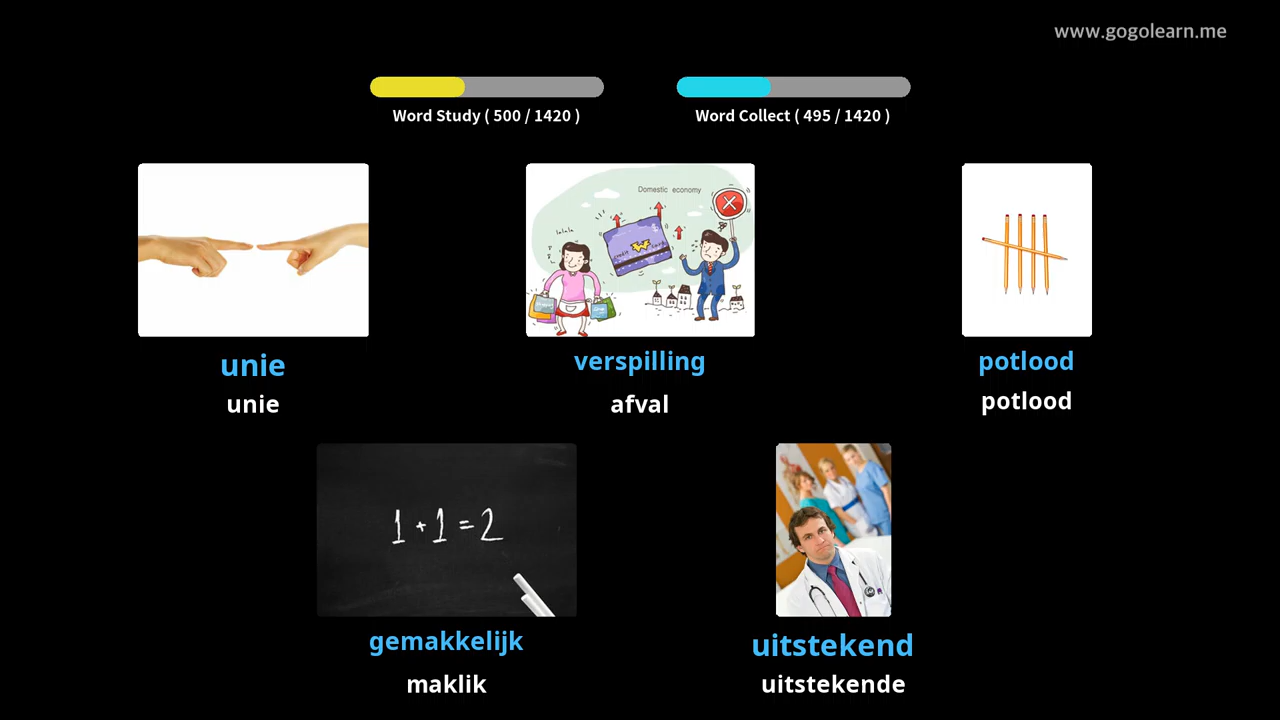 www.gogolearn.me
Word Study ( 500 / 1420 )
Word Collect ( 495 / 1420 )
Domestic economy
lalala
unie
unie
verspilling
afval
potlood
potlood
1 + 1 = 2
gemakkelijk
maklik
uitstekend
uitstekende